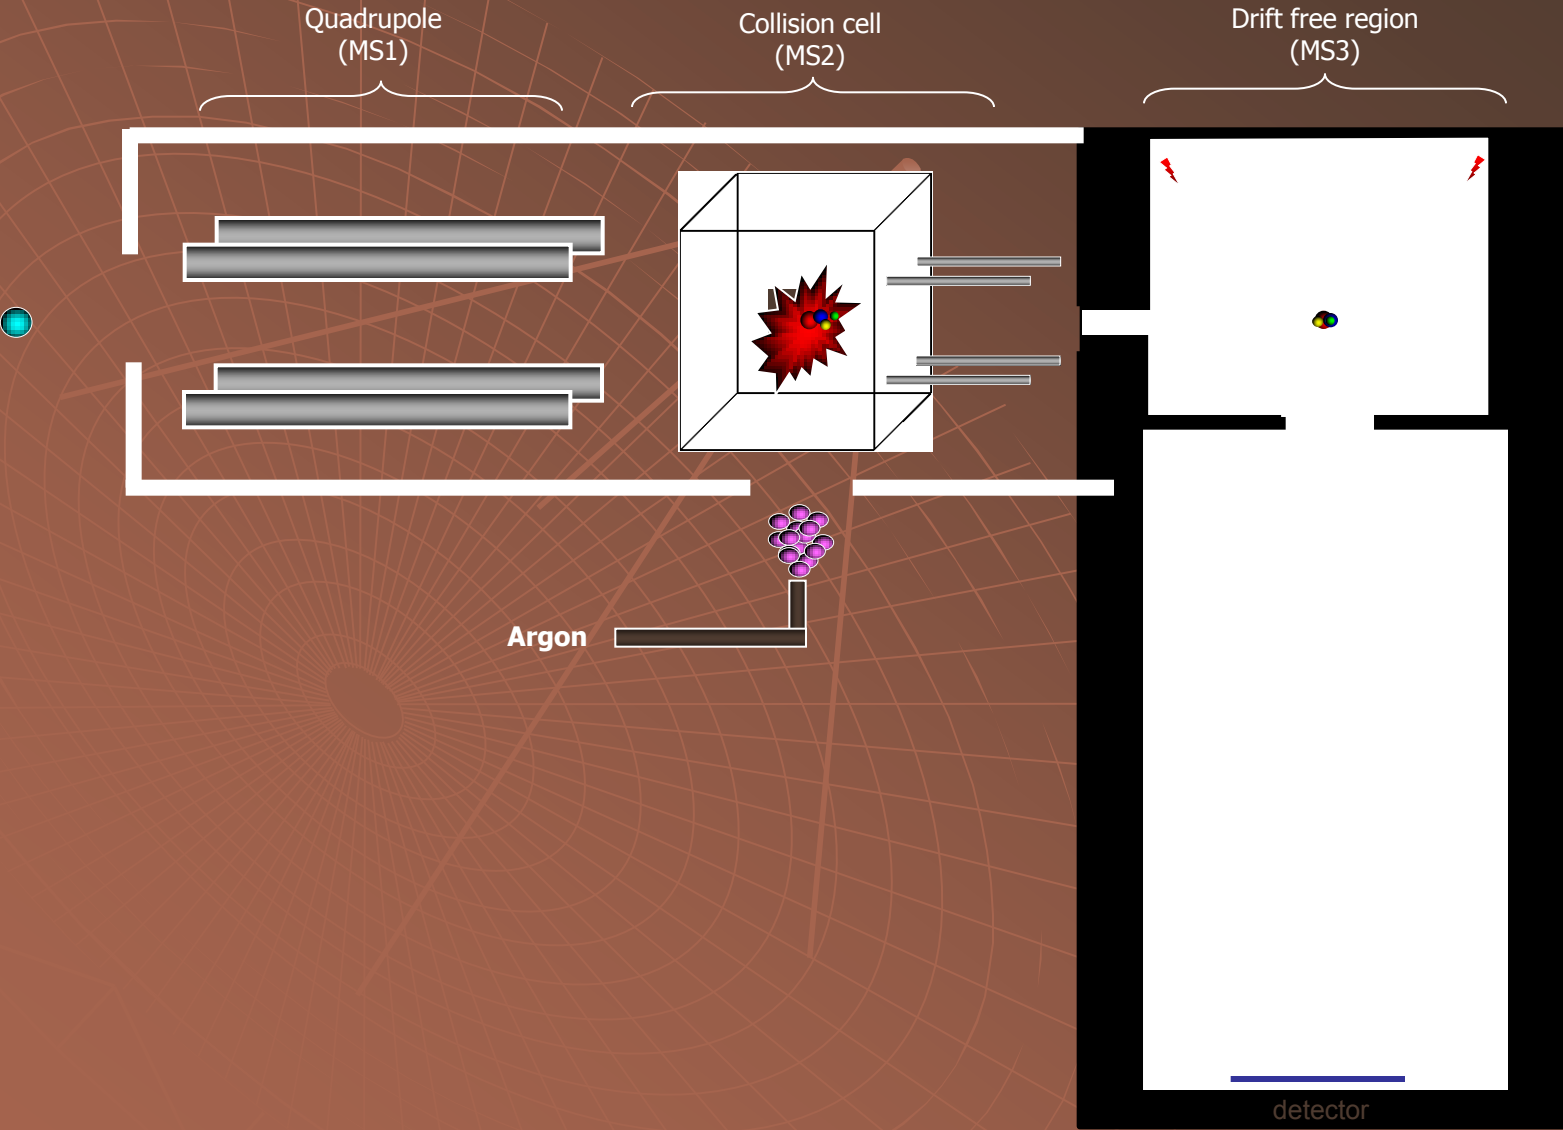 Quadrupole
(MS1)
Collision cell
(MS2)
Drift free region
(MS3)
Argon
detector